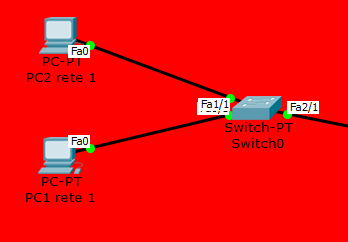 Fa0
PC-PT
PC2 rete 1
Fa1/1
Fa2/1
Switch-PT
Switch0
Fa0
PC-PT
PC1 rete 1